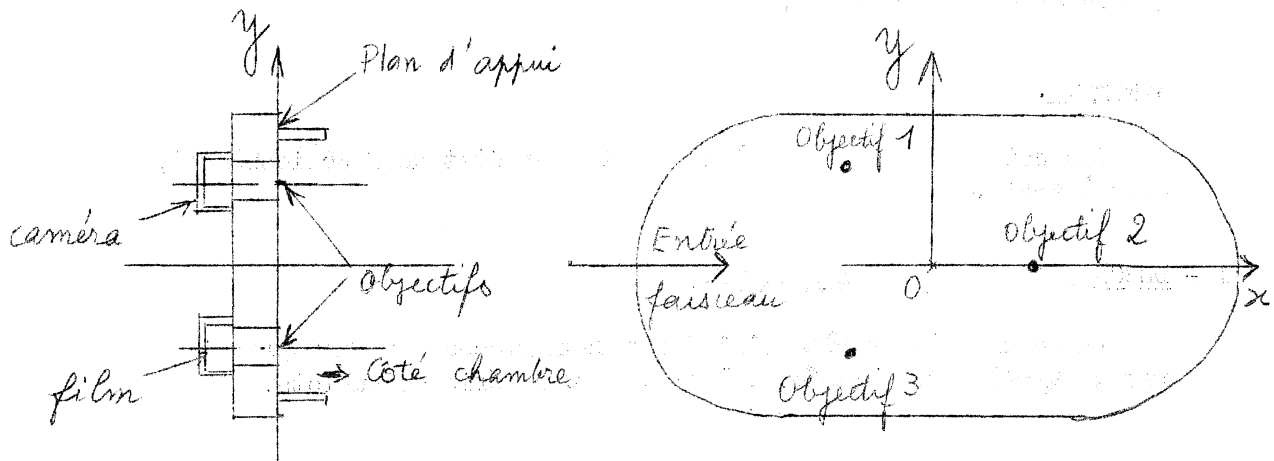 y
Plan d'appui
caméra
Objectifs
film
Côté chambre
y
Objectif 1
Entrée
faisceau
Objectif 2
O
x
Objectif 3